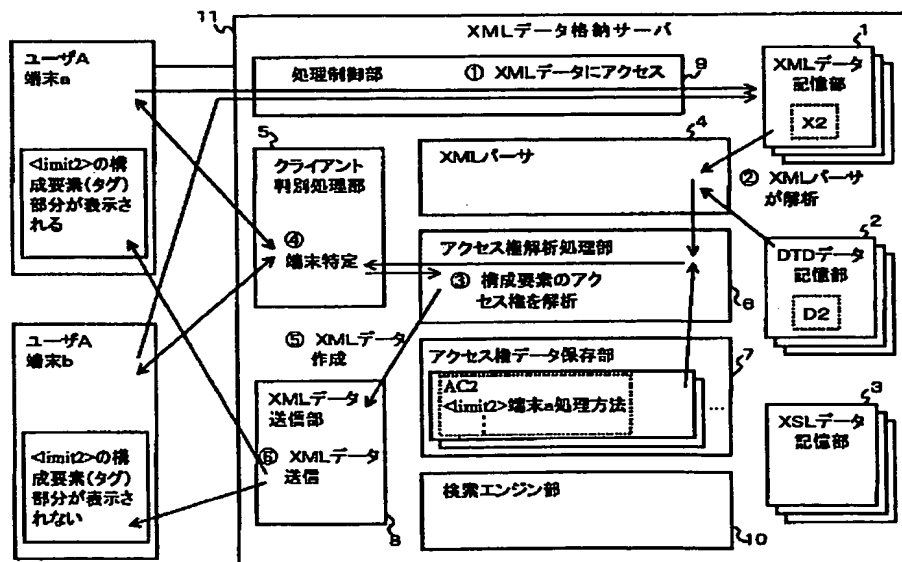 11
XMLデータ格納サーバ
ユーザA
端末a
<limit2>の構
成要素(タグ)
部分が表示さ
れる
ユーザA
端末b
<limit2>の構
成要素(タグ)
部分が表示さ
れない
処理制御部
① XMLデータにアクセス
9
5
クライアント
判別処理部
④
端末特定
4
XMLパーサ
② XMLパーサ
が解析
アクセス権解析処理部
③ 構成要素のアク
セス権を解析
6
⑤ XMLデータ
作成
アクセス権データ保存部
7
AC2
<limit2>端末a処理方法
⋮
…
XMLデータ
送信部
⑥ XMLデータ
送信
8
検索エンジン部
10
1
XMLデータ
記憶部
X2
2
DTDデータ
記憶部
D2
3
XSLデータ
記憶部